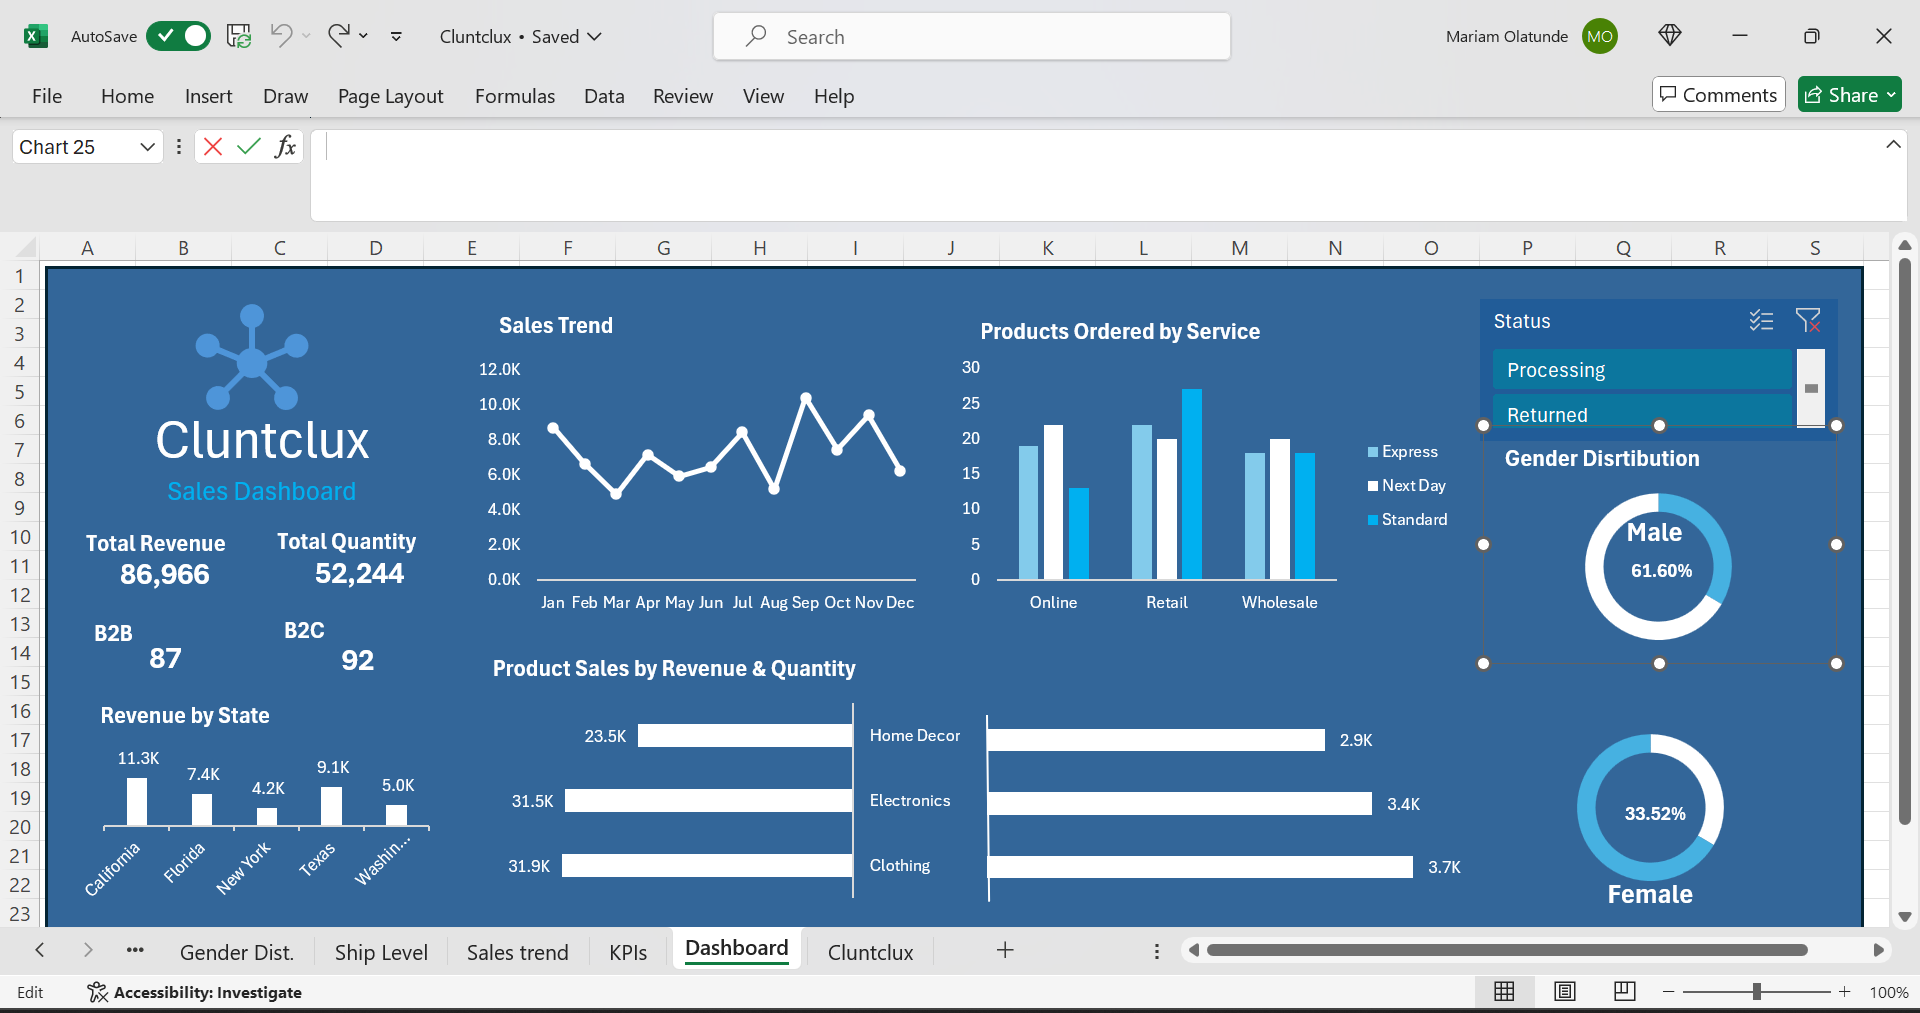 AutoSave
Cluntclux • Saved
Search
Mariam Olatunde
MO
File Home Insert Draw Page Layout Formulas Data Review View Help
Comments
Share
Chart 25
fx
A B C D E F G H I J K L M N O P Q R S
1
2
3
4
5
6
7
8
9
10
11
12
13
14
15
16
17
18
19
20
21
22
23
Cluntclux
Sales Dashboard
Total Revenue
86,966
Total Quantity
52,244
B2B
87
B2C
92
Revenue by State
11.3K
7.4K
4.2K
9.1K
5.0K
California
Florida
New York
Texas
Washin...
Sales Trend
12.0K
10.0K
8.0K
6.0K
4.0K
2.0K
0.0K
Jan Feb Mar Apr May Jun Jul Aug Sep Oct Nov Dec
Products Ordered by Service
30
25
20
15
10
5
0
Online Retail Wholesale
Express
Next Day
Standard
Product Sales by Revenue & Quantity
23.5K Home Decor 2.9K
31.5K Electronics 3.4K
31.9K Clothing 3.7K
Status
Processing
Returned
Gender Disrtibution
Male
61.60%
33.52%
Female
Gender Dist. Ship Level Sales trend KPIs Dashboard Cluntclux
Edit
Accessibility: Investigate
100%